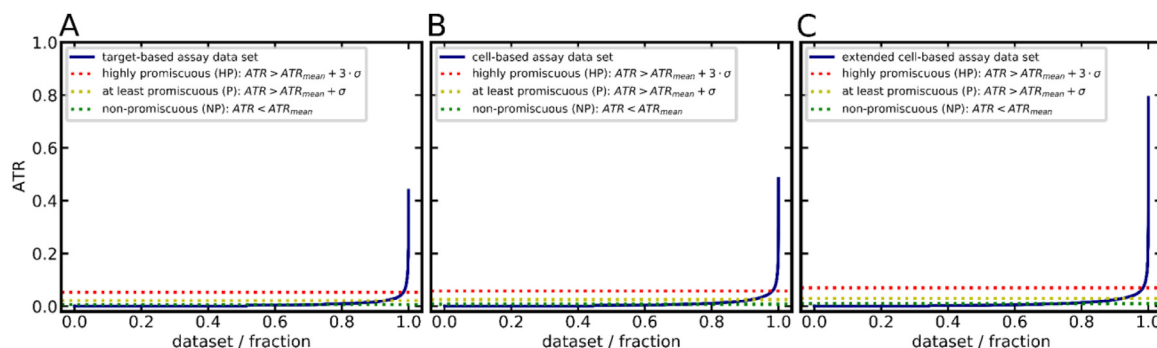 A
1.0
0.8
0.6
0.4
0.2
0.0
ATR
target-based assay data set
highly promiscuous (HP): ATR > ATRmean + 3 · σ
at least promiscuous (P): ATR > ATRmean + σ
non-promiscuous (NP): ATR < ATRmean
0.0 0.2 0.4 0.6 0.8 1.0
dataset / fraction
B
cell-based assay data set
highly promiscuous (HP): ATR > ATRmean + 3 · σ
at least promiscuous (P): ATR > ATRmean + σ
non-promiscuous (NP): ATR < ATRmean
0.0 0.2 0.4 0.6 0.8 1.0
dataset / fraction
C
extended cell-based assay data set
highly promiscuous (HP): ATR > ATRmean + 3 · σ
at least promiscuous (P): ATR > ATRmean + σ
non-promiscuous (NP): ATR < ATRmean
0.0 0.2 0.4 0.6 0.8 1.0
dataset / fraction